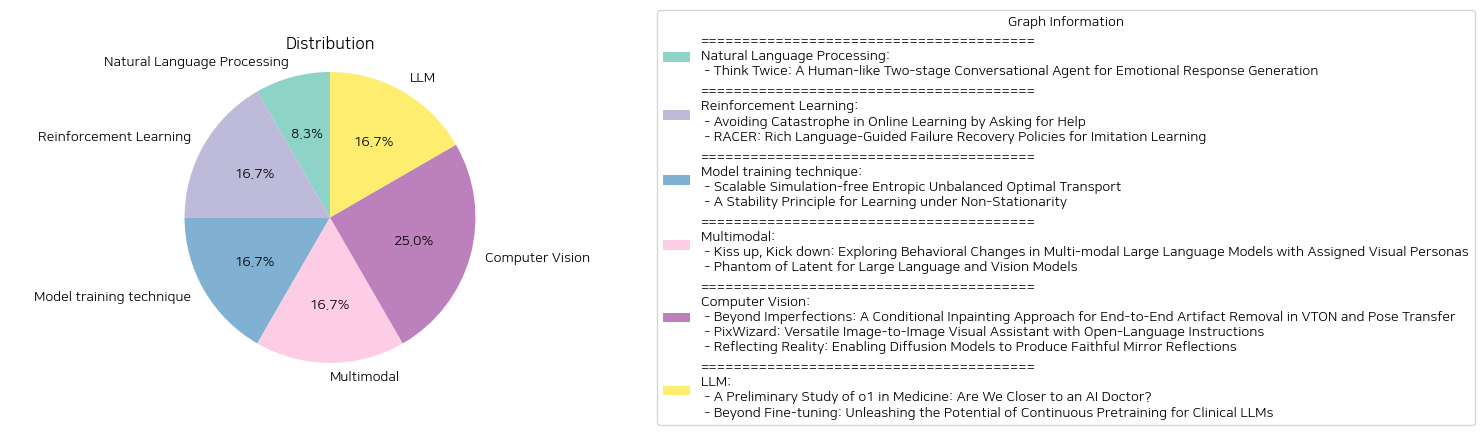 Distribution
Natural Language Processing
LLM
8.3%
16.7%
Reinforcement Learning
16.7%
25.0%
Computer Vision
16.7%
Model training technique
16.7%
Multimodal
Graph Information
========================================
Natural Language Processing:
- Think Twice: A Human-like Two-stage Conversational Agent for Emotional Response Generation
========================================
Reinforcement Learning:
- Avoiding Catastrophe in Online Learning by Asking for Help
- RACER: Rich Language-Guided Failure Recovery Policies for Imitation Learning
========================================
Model training technique:
- Scalable Simulation-free Entropic Unbalanced Optimal Transport
- A Stability Principle for Learning under Non-Stationarity
========================================
Multimodal:
- Kiss up, Kick down: Exploring Behavioral Changes in Multi-modal Large Language Models with Assigned Visual Personas
- Phantom of Latent for Large Language and Vision Models
========================================
Computer Vision:
- Beyond Imperfections: A Conditional Inpainting Approach for End-to-End Artifact Removal in VTON and Pose Transfer
- PixWizard: Versatile Image-to-Image Visual Assistant with Open-Language Instructions
- Reflecting Reality: Enabling Diffusion Models to Produce Faithful Mirror Reflections
========================================
LLM:
- A Preliminary Study of o1 in Medicine: Are We Closer to an AI Doctor?
- Beyond Fine-tuning: Unleashing the Potential of Continuous Pretraining for Clinical LLMs